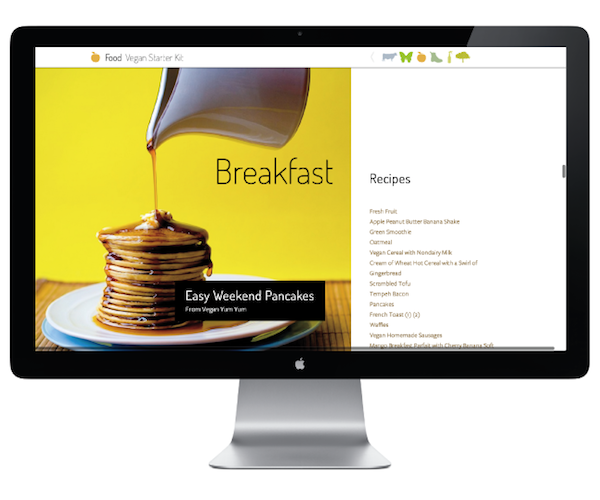 Food Vegan Starter Kit
Breakfast
Easy Weekend Pancakes
From Vegan Yum Yum
Recipes
Fresh Fruit
Apple Peanut Butter Banana Shake
Green Smoothie
Oatmeal
Vegan Cereal with Nondairy Milk
Cream of Wheat Hot Cereal with a Swirl of
Gingerbread
Scrambled Tofu
Tempeh Bacon
Pancakes
French Toast (1) (2)
Waffles
Vegan Homemade Sausages
Mango Breakfast Parfait with Cherry Banana Soft